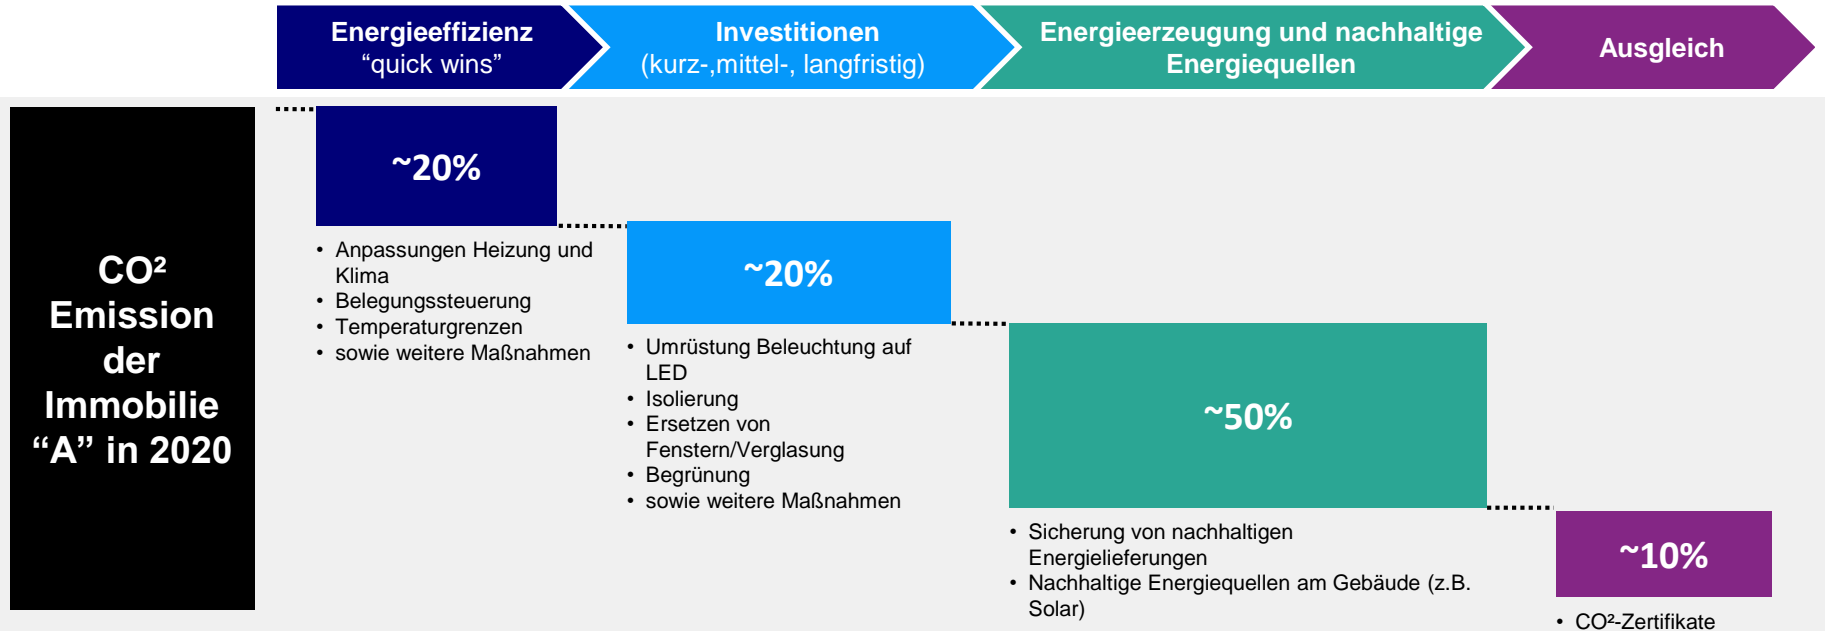 Energieeffizienz
“quick wins”
Investitionen
(kurz-,mittel-, langfristig)
Energieerzeugung und nachhaltige
Energiequellen
Ausgleich
CO²
Emission
der
Immobilie
“A” in 2020
~20%
• Anpassungen Heizung und
Klima
• Belegungssteuerung
• Temperaturgrenzen
• sowie weitere Maßnahmen
~20%
• Umrüstung Beleuchtung auf
LED
• Isolierung
• Ersetzen von
Fenstern/Verglasung
• Begrünung
• sowie weitere Maßnahmen
~50%
• Sicherung von nachhaltigen
Energielieferungen
• Nachhaltige Energiequellen am Gebäude (z.B.
Solar)
~10%
• CO²-Zertifikate